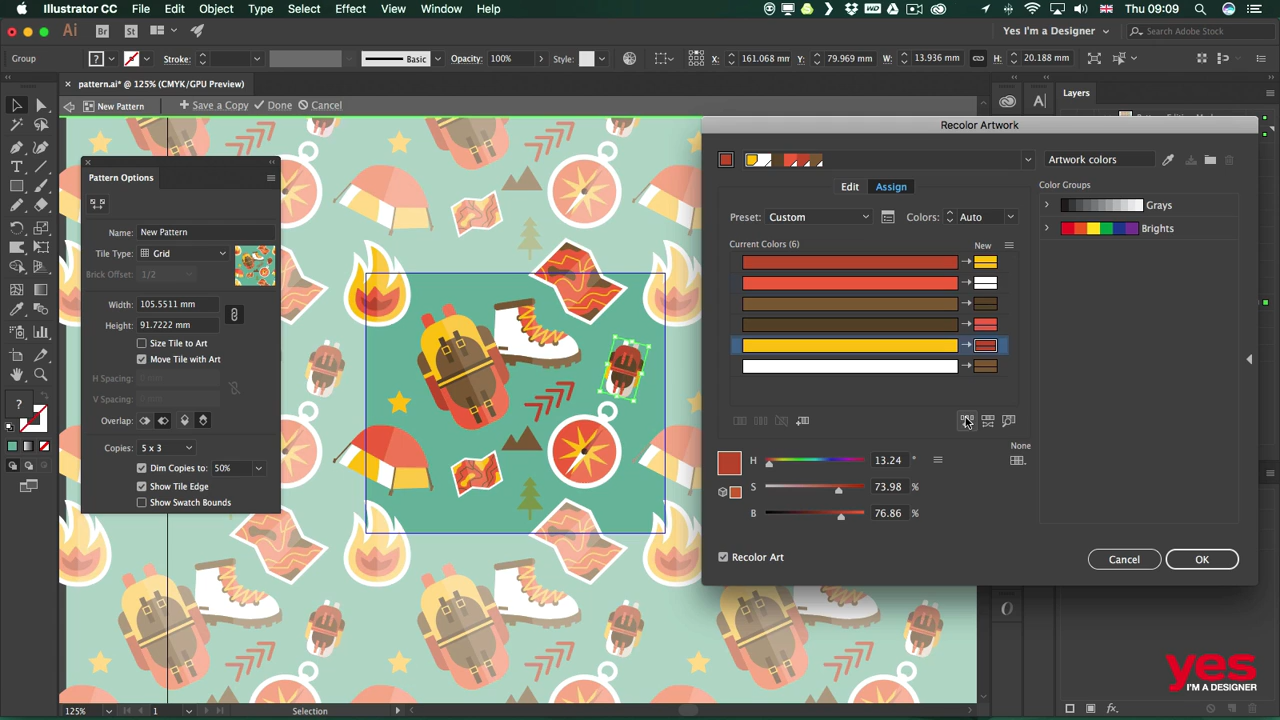 Illustrator CC File Edit Object Type Select Effect View Window Help Thu 09:09
Ai Br St Yes I'm a Designer Search Adobe Stock
Group Stroke: Basic Opacity: 100% Style: X: 161.068 mm Y: 79.969 mm W: 13.936 mm H: 20.188 mm
pattern.ai* @ 125% (CMYK/GPU Preview)
Layers
New Pattern + Save a Copy Done Cancel
Recolor Artwork
Artwork colors
Pattern Options
Edit Assign
Color Groups
Grays
Brights
Preset: Custom Colors: Auto
Current Colors (6) New
Name: New Pattern
Tile Type: Grid
Brick Offset: 1/2
Width: 105.5511 mm
Height: 91.7222 mm
Size Tile to Art
Move Tile with Art
H Spacing:
V Spacing:
Overlap:
Copies: 5 x 3
Dim Copies to: 50%
Show Tile Edge
Show Swatch Bounds
None
H 13.24 °
S 73.98 %
B 76.86 %
Recolor Art
Cancel OK
yes
I'M A DESIGNER
125% 1 Selection